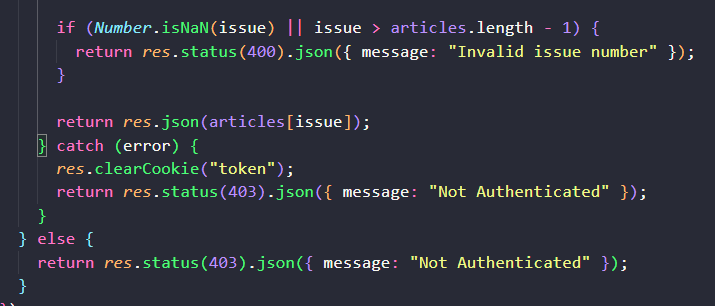 if (Number.isNaN(issue) || issue > articles.length - 1) {
return res.status(400).json({ message: "Invalid issue number" });
}
return res.json(articles[issue]);
} catch (error) {
res.clearCookie("token");
return res.status(403).json({ message: "Not Authenticated" });
}
} else {
return res.status(403).json({ message: "Not Authenticated" });
}